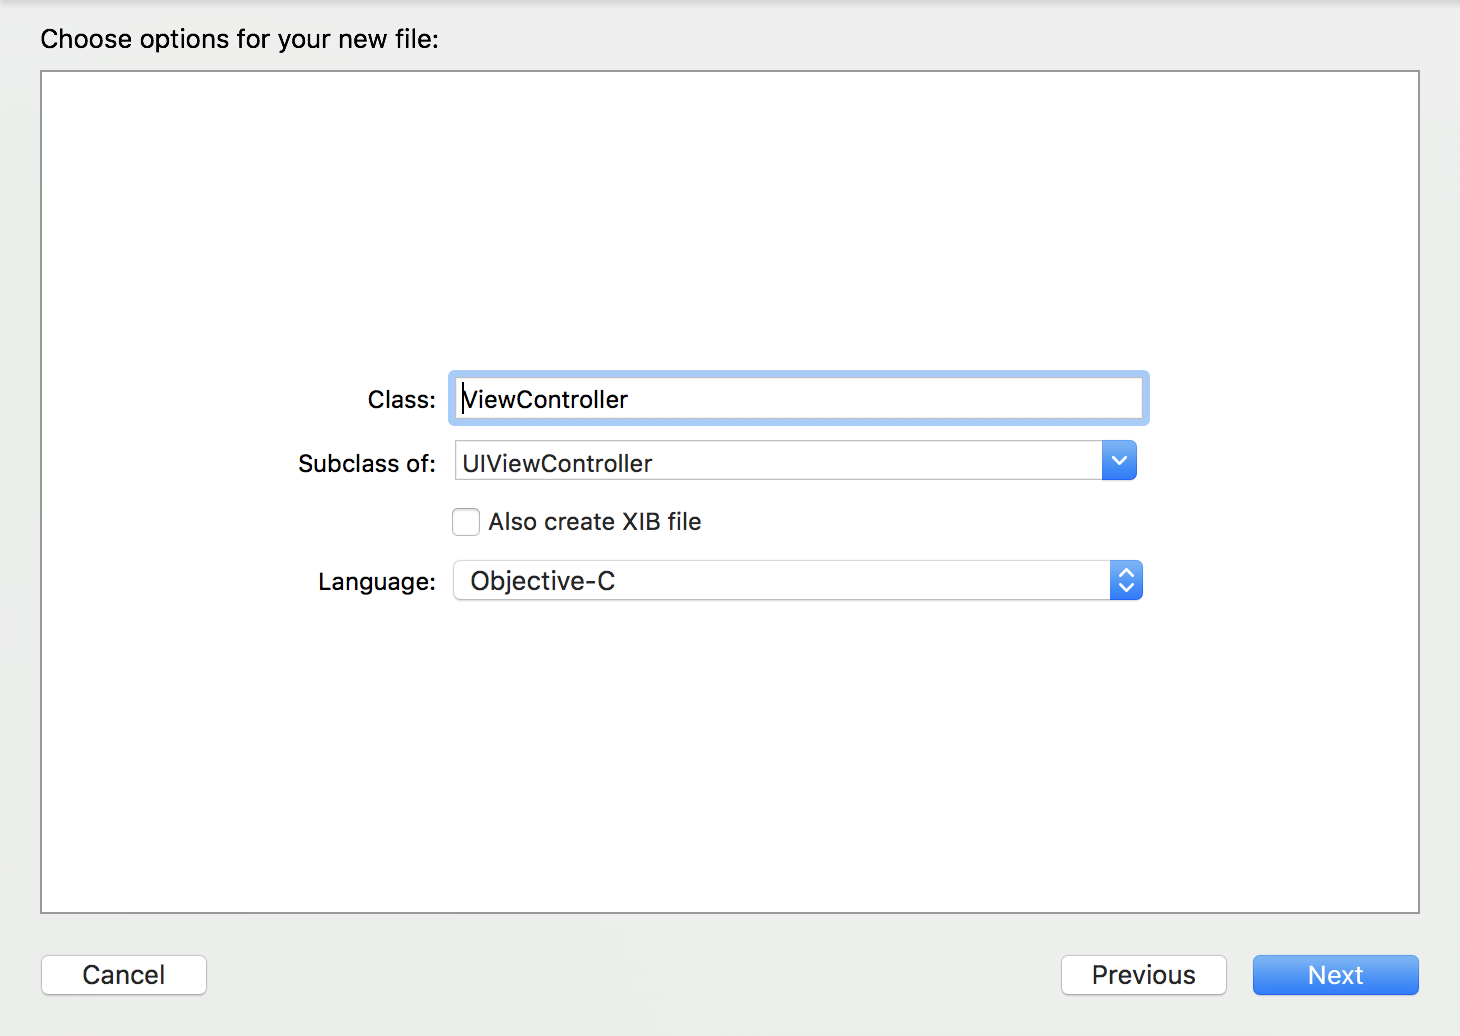 Choose options for your new file:
Class: ViewController
Subclass of: UIViewController
Also create XIB file
Language: Objective-C
Cancel Previous Next